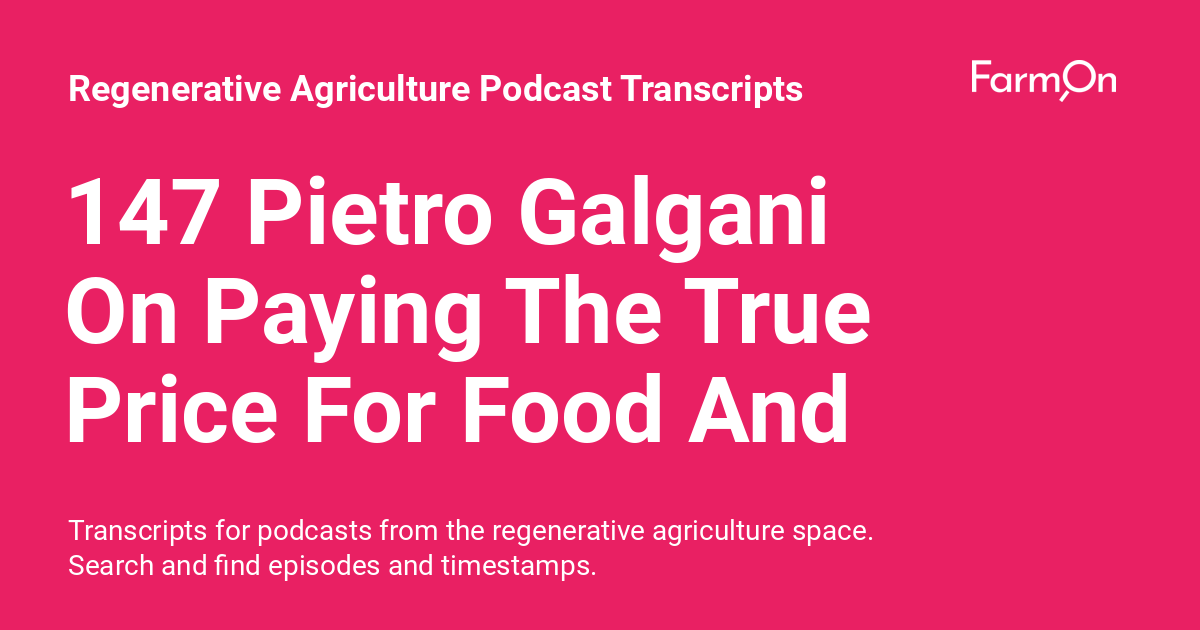 Regenerative Agriculture Podcast Transcripts
FarmOn
147 Pietro Galgani
On Paying The True
Price For Food And
Transcripts for podcasts from the regenerative agriculture space.
Search and find episodes and timestamps.